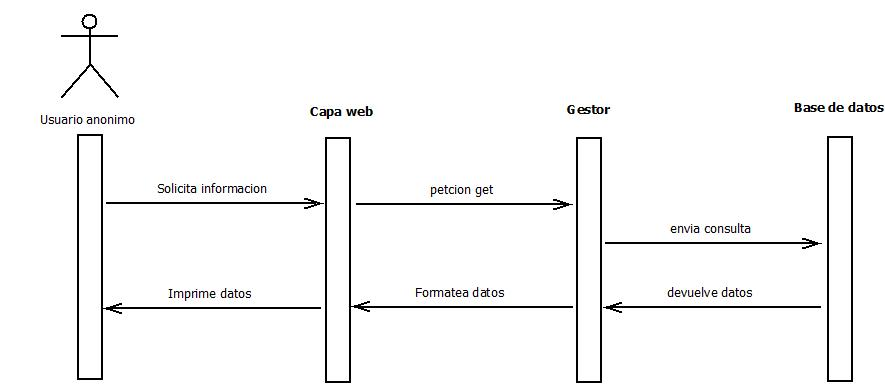 Usuario anonimo
Capa web
Gestor
Base de datos
Solicita informacion
petcion get
envia consulta
Imprime datos
Formatea datos
devuelve datos